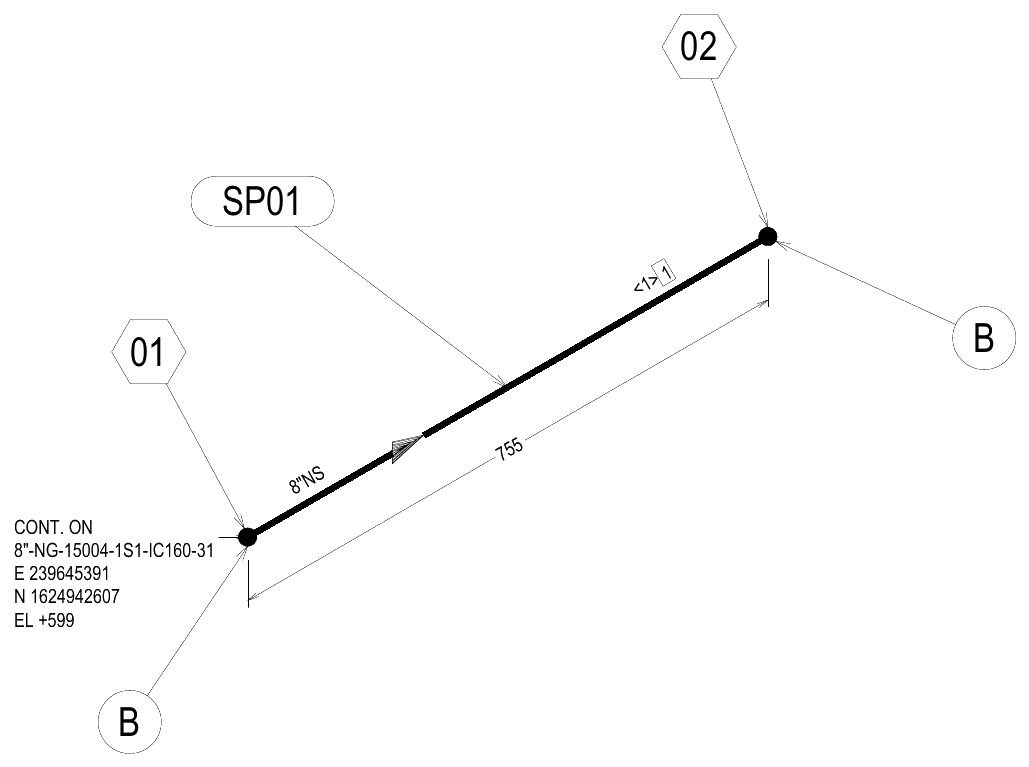 02
SP01
<1> 1
B
01
755
8"NS
CONT. ON
8"-NG-15004-1S1-IC160-31
E 239645391
N 1624942607
EL +599
B